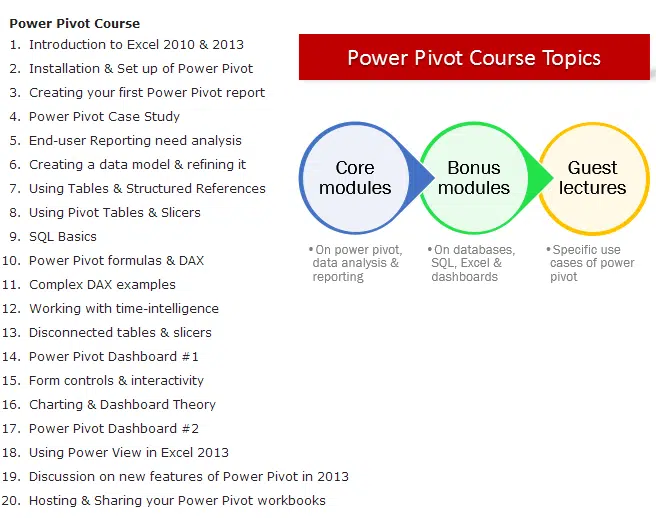 Power Pivot Course
1. Introduction to Excel 2010 & 2013
2. Installation & Set up of Power Pivot
3. Creating your first Power Pivot report
4. Power Pivot Case Study
5. End-user Reporting need analysis
6. Creating a data model & refining it
7. Using Tables & Structured References
8. Using Pivot Tables & Slicers
9. SQL Basics
10. Power Pivot formulas & DAX
11. Complex DAX examples
12. Working with time-intelligence
13. Disconnected tables & slicers
14. Power Pivot Dashboard #1
15. Form controls & interactivity
16. Charting & Dashboard Theory
17. Power Pivot Dashboard #2
18. Using Power View in Excel 2013
19. Discussion on new features of Power Pivot in 2013
20. Hosting & Sharing your Power Pivot workbooks
Power Pivot Course Topics
Core
modules
•On power pivot,
data analysis &
reporting
Bonus
modules
•On databases,
SQL, Excel &
dashboards
Guest
lectures
•Specific use
cases of power
pivot